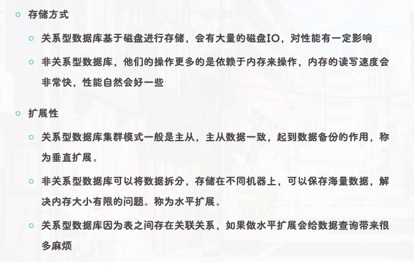 存储方式
关系型数据库基于磁盘进行存储，会有大量的磁盘IO，对性能有一定影响
非关系型数据库，他们的操作更多的是依赖于内存来操作，内存的读写速度会
非常快，性能自然会好一些
扩展性
关系型数据库集群模式一般是主从，主从数据一致，起到数据备份的作用，称
为垂直扩展。
非关系型数据库可以将数据拆分，存储在不同机器上，可以保存海量数据，解
决内存大小有限的问题。称为水平扩展。
关系型数据库因为表之间存在关联关系，如果做水平扩展会给数据查询带来很
多麻烦